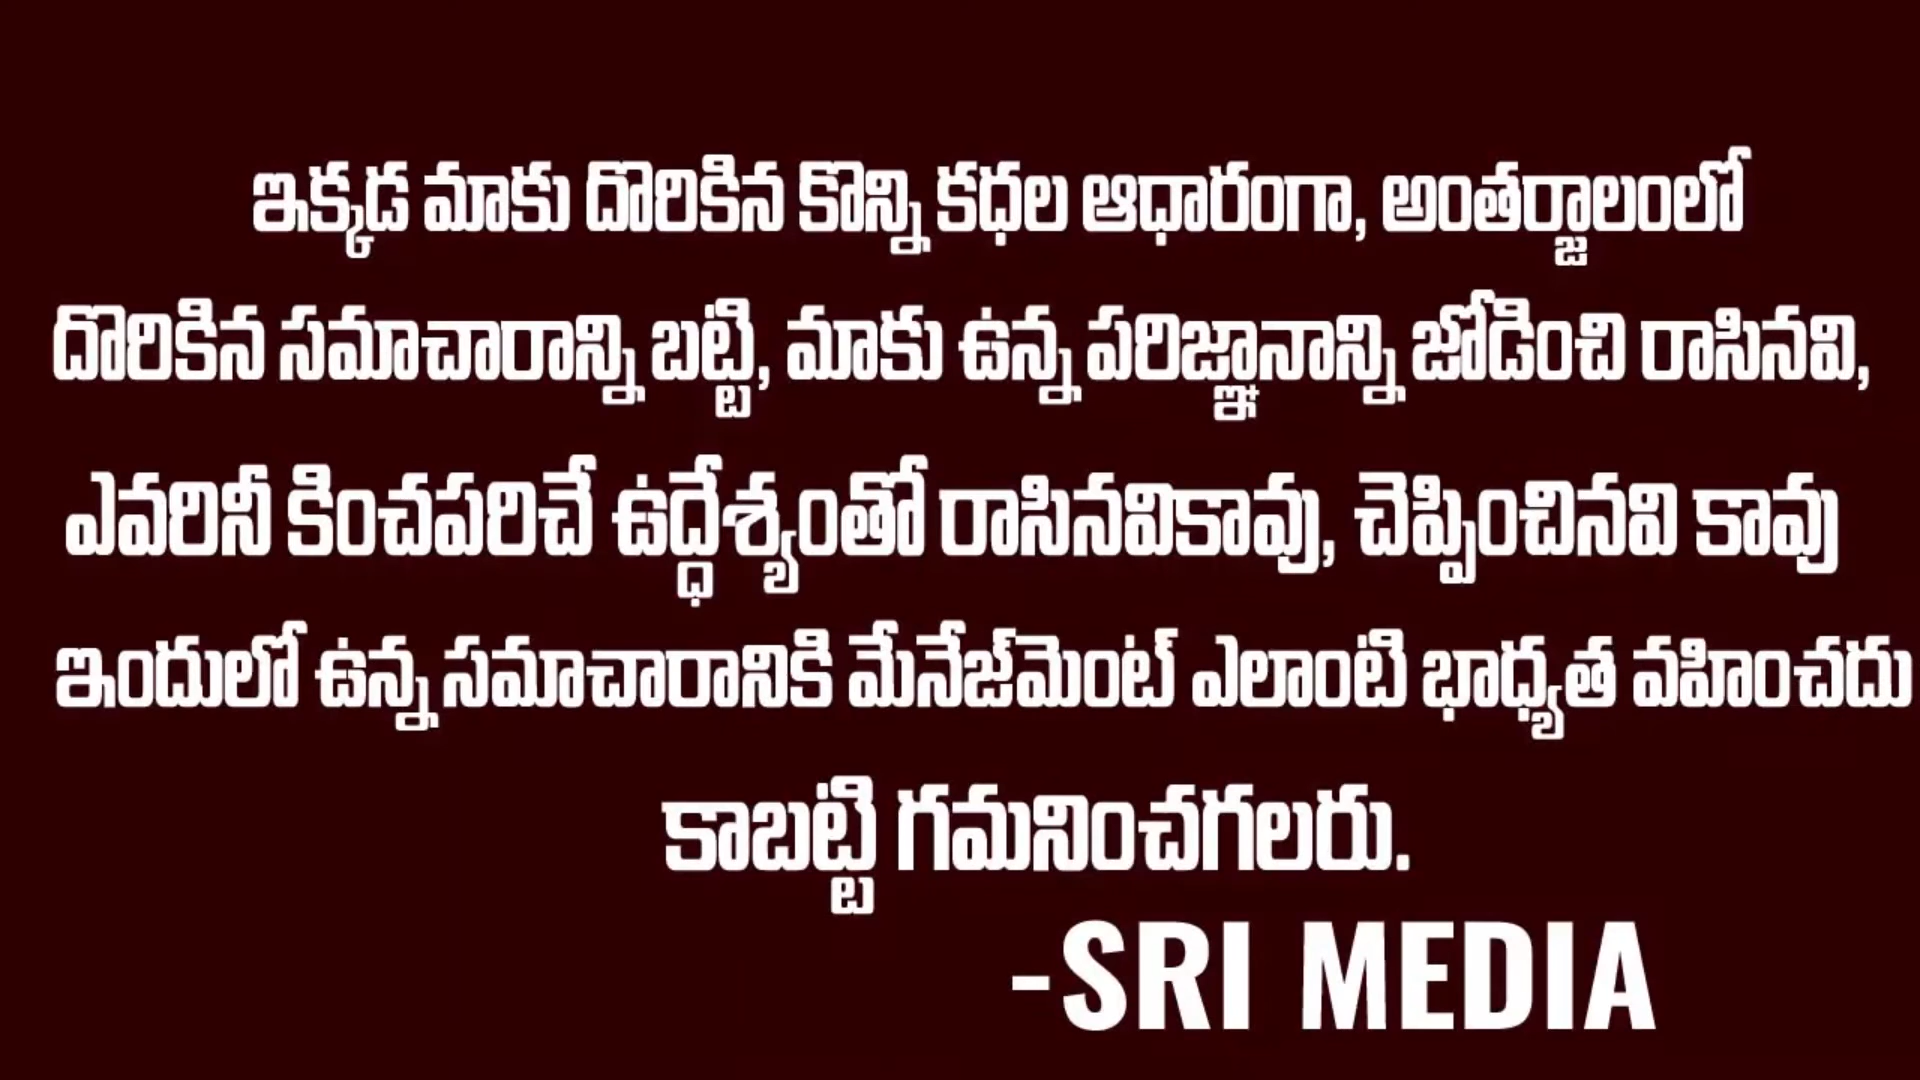 ఇక్కడ మాకు దొరికిన కొన్ని కధల ఆధారంగా, అంతర్జాలంలో
దొరికిన సమాచారాన్ని బట్టి, మాకు ఉన్న పరిజ్ఞానాన్ని జోడించి రాసినవి,
ఎవరినీ కించపరిచే ఉద్ధేశ్యంతో రాసినవికావు, చెప్పించినవి కావు
ఇందులో ఉన్న సమాచారానికి మేనేజ్‌మెంట్ ఎలాంటి భాధ్యత వహించదు
కాబట్టి గమనించగలరు.
-SRI MEDIA